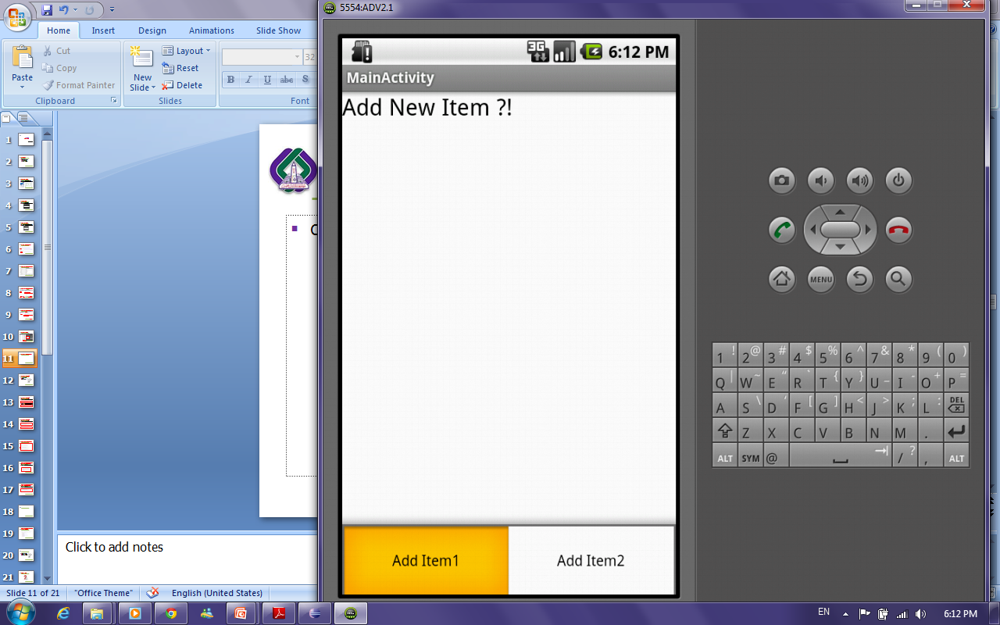 5554:ADV2.1
Home Insert Design Animations Slide Show
Paste
Cut
Copy
Format Painter
Clipboard
New Slide
Layout
Reset
Delete
Slides
32
B I U abc S
Font
6:12 PM
MainActivity
Add New Item ?!
Add Item1 Add Item2
MENU
1 ! 2 @ 3 # 4 $ 5 % 6 ^ 7 & 8 * 9 ( 0 )
Q | W ~ E “ R ` T { Y } U _ I - O + P =
A S \ D ‘ F [ G ] H < J > K ; L : DEL
Z X C V B N M .
ALT SYM @ / ? , ALT
1
2
3
4
5
6
7
8
9
10
11
12
13
14
15
16
17
18
19
20
21
Click to add notes
Slide 11 of 21 "Office Theme" English (United States)
EN 6:12 PM